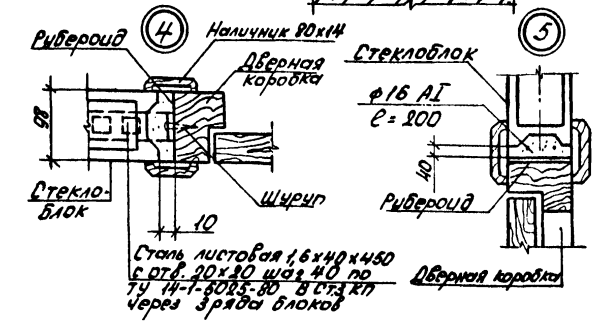 4
Рубероид
Наличник 80х14
Дверная
коробка
98
Стекло-
блок
Шуруп
10
Сталь листовая 1,6х40х450
с отв. 20х20 шаг 40 по
ТУ 14-1-6025-80 В Ст3 кп
через 3 ряда блоков
5
Стеклоблок
ф16 АI
ℓ=200
40
Рубероид
Дверная коробка